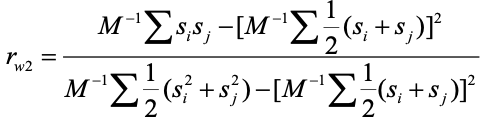 r_{w2} = \frac{M^{-1}\sum s_i s_j - [M^{-1}\sum \frac{1}{2}(s_i + s_j)]^2}{M^{-1}\sum \frac{1}{2}(s_i^2 + s_j^2) - [M^{-1}\sum \frac{1}{2}(s_i + s_j)]^2}